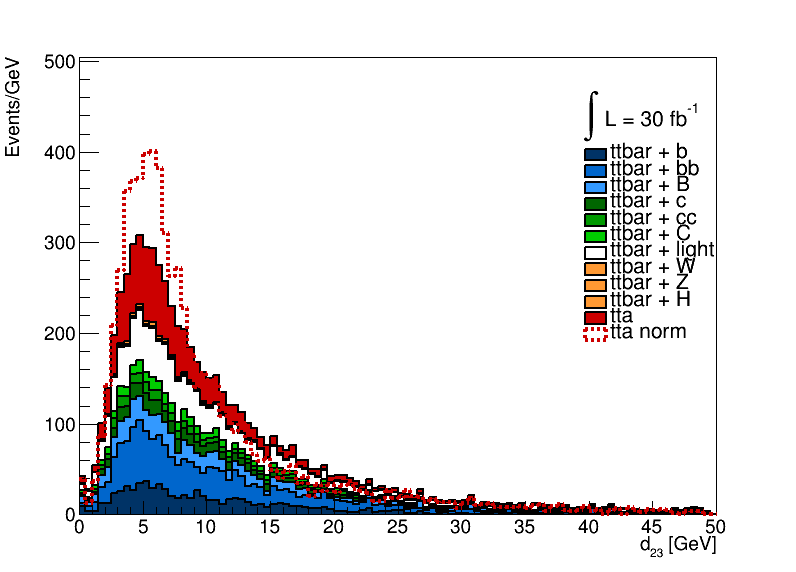 Events/GeV
500
400
300
200
100
0
∫ L = 30 fb⁻¹
ttbar + b
ttbar + bb
ttbar + B
ttbar + c
ttbar + cc
ttbar + C
ttbar + light
ttbar + W
ttbar + Z
ttbar + H
tta
tta norm
0 5 10 15 20 25 30 35 40 45 50
d₂₃ [GeV]